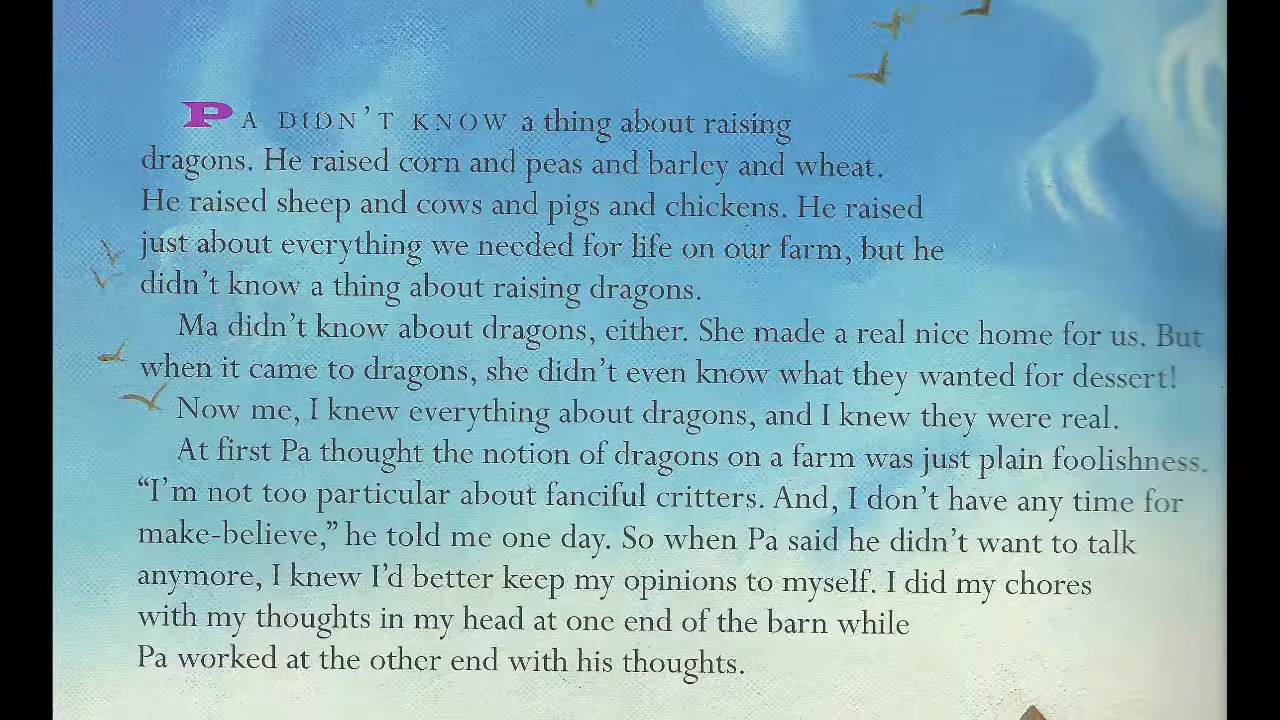 PA DIDN'T KNOW a thing about raising
dragons. He raised corn and peas and barley and wheat.
He raised sheep and cows and pigs and chickens. He raised
just about everything we needed for life on our farm, but he
didn't know a thing about raising dragons.
Ma didn't know about dragons, either. She made a real nice home for us. But
when it came to dragons, she didn't even know what they wanted for dessert!
Now me, I knew everything about dragons, and I knew they were real.
At first Pa thought the notion of dragons on a farm was just plain foolishness.
“I'm not too particular about fanciful critters. And, I don't have any time for
make-believe,” he told me one day. So when Pa said he didn't want to talk
anymore, I knew I'd better keep my opinions to myself. I did my chores
with my thoughts in my head at one end of the barn while
Pa worked at the other end with his thoughts.